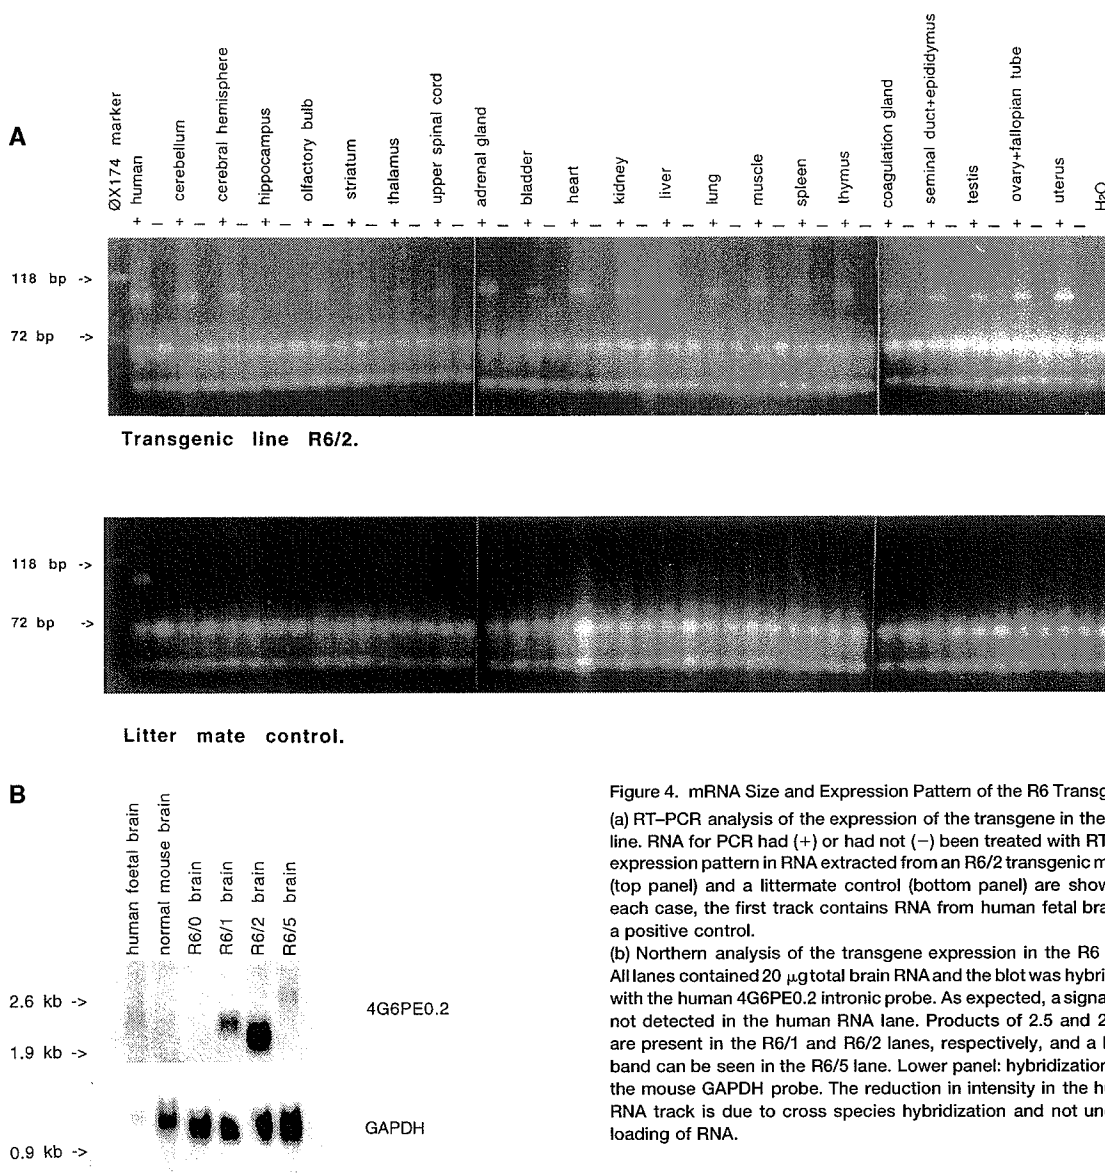 A
ØX174 marker
human
cerebellum
cerebral hemisphere
hippocampus
olfactory bulb
striatum
thalamus
upper spinal cord
adrenal gland
bladder
heart
kidney
liver
lung
muscle
spleen
thymus
coagulation gland
seminal duct+epididymus
testis
ovary+fallopian tube
uterus
H2O
+ – + – + – + – + – + – + – + – + – + – + – + – + – + – + – + – + – + – + – + – + – + –
118 bp ->
72 bp ->
Transgenic line R6/2.
118 bp ->
72 bp ->
Litter mate control.
B
human foetal brain
normal mouse brain
R6/0 brain
R6/1 brain
R6/2 brain
R6/5 brain
2.6 kb ->
4G6PE0.2
1.9 kb ->
GAPDH
0.9 kb ->
Figure 4. mRNA Size and Expression Pattern of the R6 Transg
(a) RT–PCR analysis of the expression of the transgene in the
line. RNA for PCR had (+) or had not (−) been treated with RT
expression pattern in RNA extracted from an R6/2 transgenic m
(top panel) and a littermate control (bottom panel) are show
each case, the first track contains RNA from human fetal bra
a positive control.
(b) Northern analysis of the transgene expression in the R6
All lanes contained 20 μg total brain RNA and the blot was hybri
with the human 4G6PE0.2 intronic probe. As expected, a signa
not detected in the human RNA lane. Products of 2.5 and 2
are present in the R6/1 and R6/2 lanes, respectively, and a l
band can be seen in the R6/5 lane. Lower panel: hybridization
the mouse GAPDH probe. The reduction in intensity in the hu
RNA track is due to cross species hybridization and not un
loading of RNA.